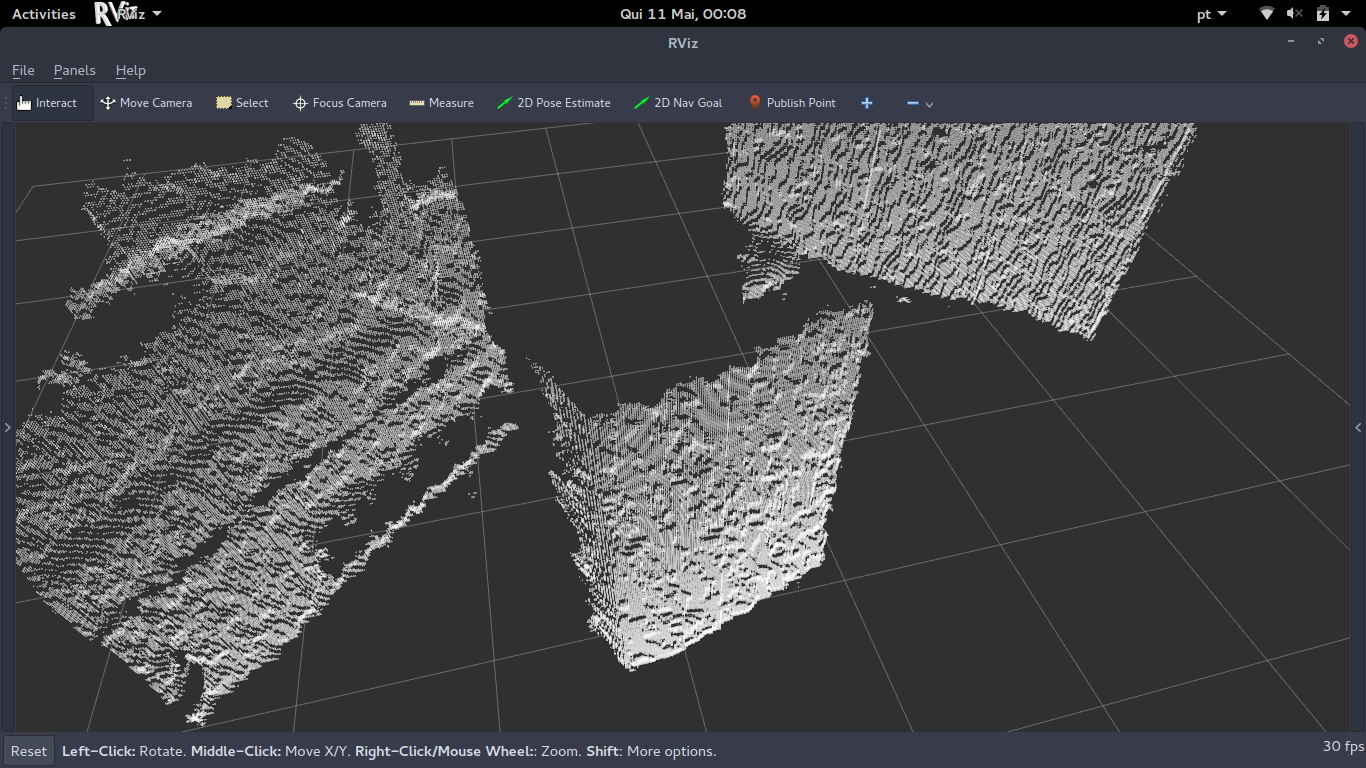 Activities RViz RViz Qui 11 Mai, 00:08 pt
RViz
File Panels Help
Interact Move Camera Select Focus Camera Measure 2D Pose Estimate 2D Nav Goal Publish Point
Reset Left-Click: Rotate. Middle-Click: Move X/Y. Right-Click/Mouse Wheel:: Zoom. Shift: More options. 30 fps